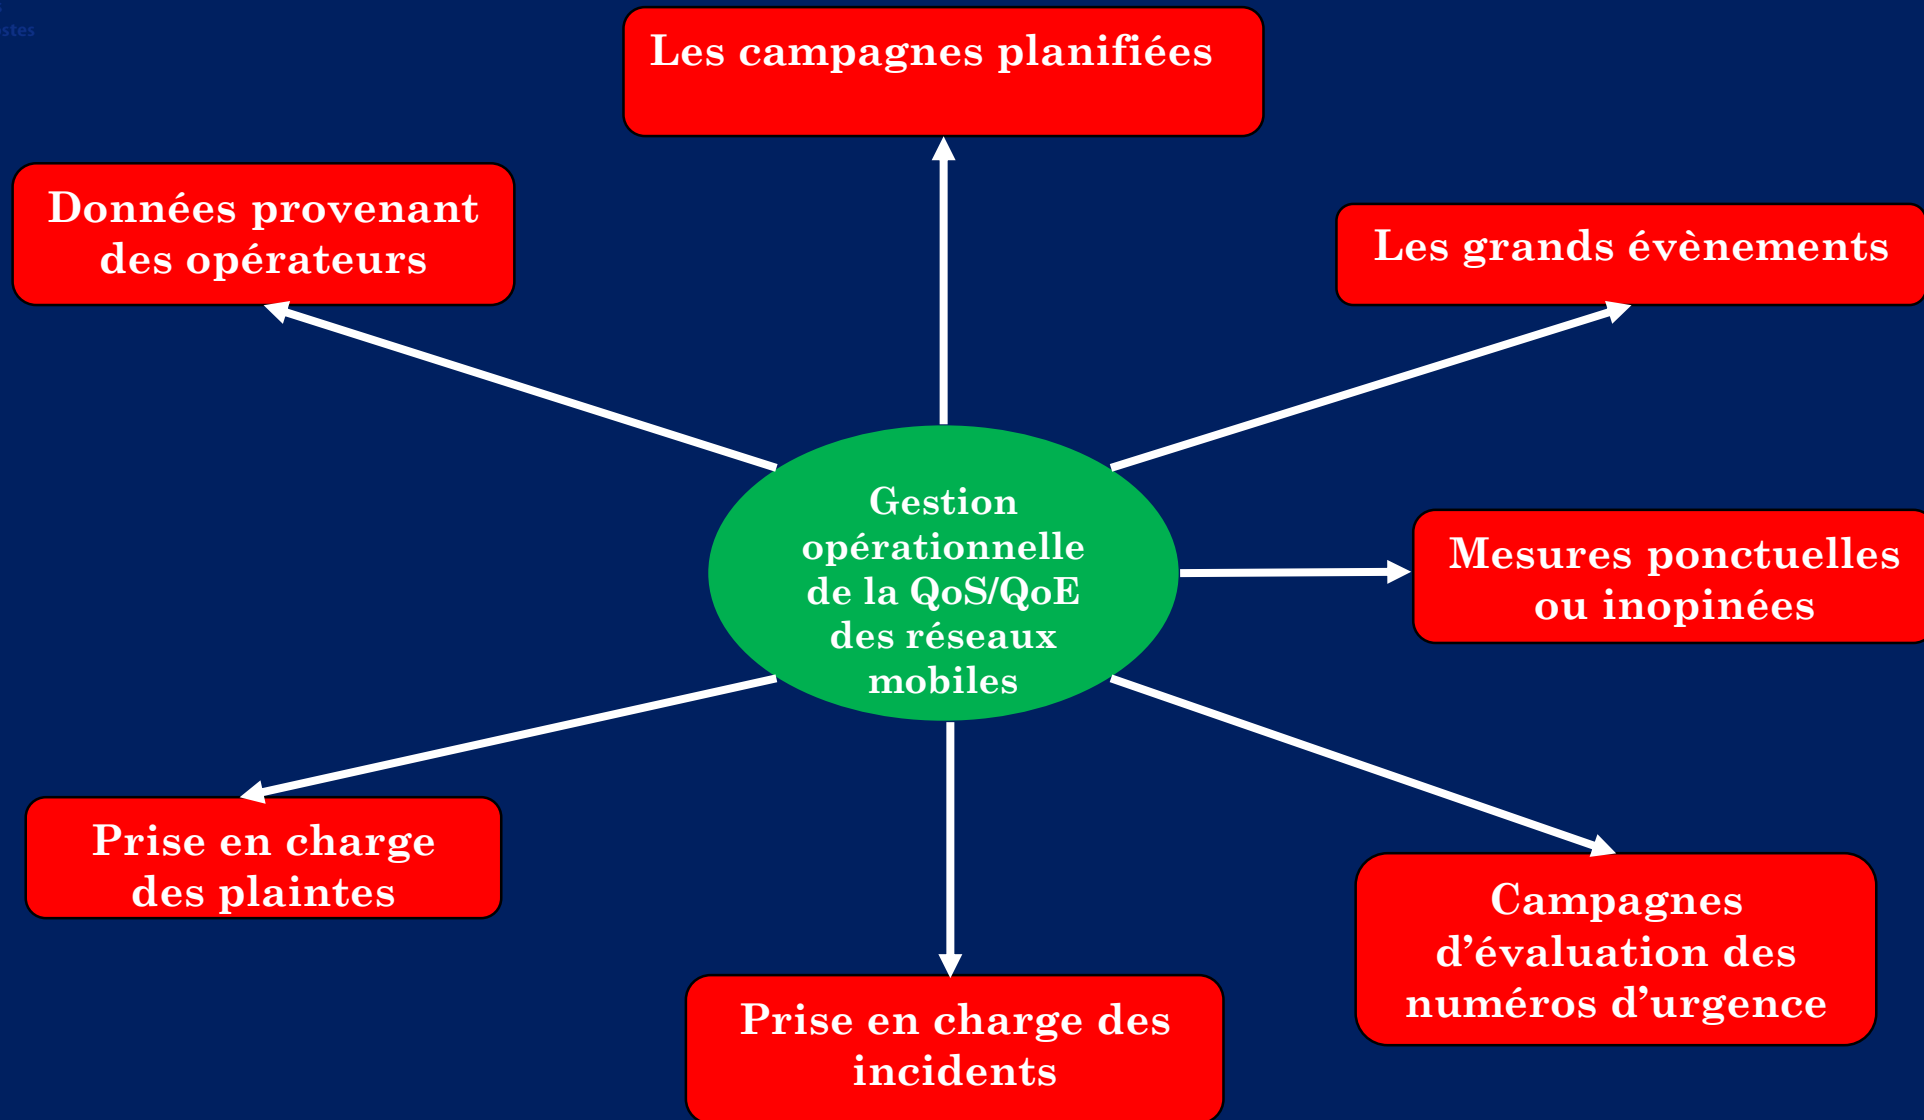 Les campagnes planifiées
Données provenant
des opérateurs
Les grands évènements
Gestion
opérationnelle
de la QoS/QoE
des réseaux
mobiles
Mesures ponctuelles
ou inopinées
Prise en charge
des plaintes
Campagnes
d’évaluation des
numéros d’urgence
Prise en charge des
incidents